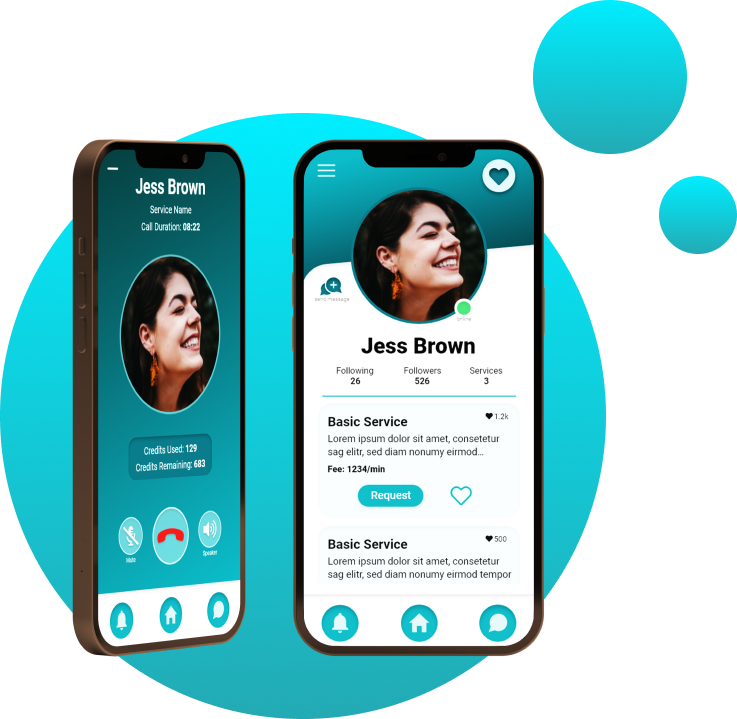 Jess Brown
Service Name
Call Duration: 08:22
Credits Used: 129
Credits Remaining: 683
Mute
Speaker
send message
online
Jess Brown
Following Followers Services
26 526 3
Basic Service 1.2k
Lorem ipsum dolor sit amet, consetetur
sag elitr, sed diam nonumy eirmod...
Fee: 1234/min
Request
Basic Service 500
Lorem ipsum dolor sit amet, consetetur
sag elitr, sed diam nonumy eirmod tempor